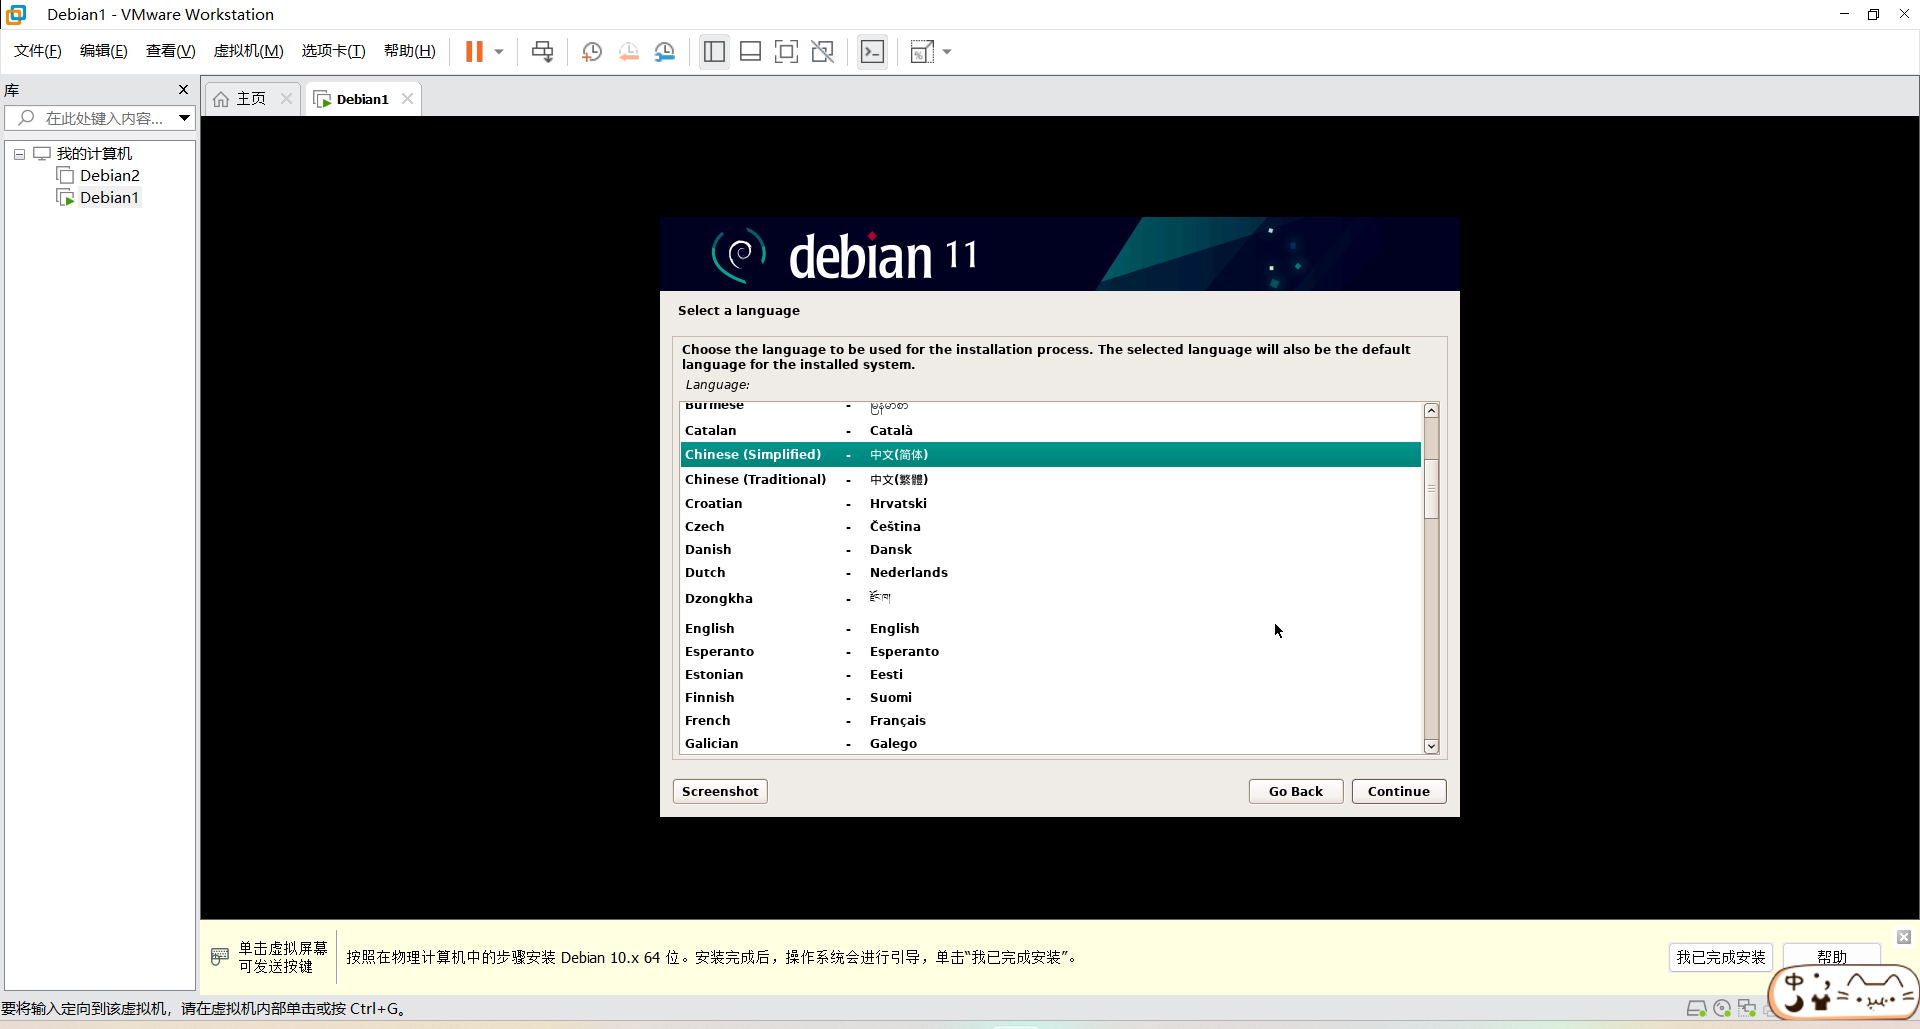 Debian1 - VMware Workstation
文件(F) 编辑(E) 查看(V) 虚拟机(M) 选项卡(T) 帮助(H)
库
在此处键入内容...
我的计算机
Debian2
Debian1
主页
Debian1
debian 11
Select a language
Choose the language to be used for the installation process. The selected language will also be the default
language for the installed system.
Language:
Burmese - မြန်မာစာ
Catalan - Català
Chinese (Simplified) - 中文(简体)
Chinese (Traditional) - 中文(繁體)
Croatian - Hrvatski
Czech - Čeština
Danish - Dansk
Dutch - Nederlands
Dzongkha - རྫོང་ཁ།
English - English
Esperanto - Esperanto
Estonian - Eesti
Finnish - Suomi
French - Français
Galician - Galego
Screenshot
Go Back
Continue
单击虚拟屏幕
可发送按键
按照在物理计算机中的步骤安装 Debian 10.x 64 位。安装完成后，操作系统会进行引导，单击“我已完成安装”。
我已完成安装
帮助
要将输入定向到该虚拟机，请在虚拟机内部单击或按 Ctrl+G。
中